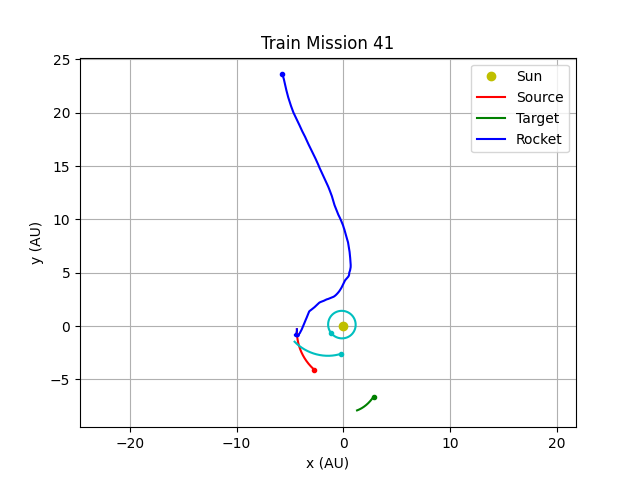 Train Mission 41
25
20
15
10
5
0
−5
y (AU)
Sun
Source
Target
Rocket
−20
−10
0
10
20
x (AU)